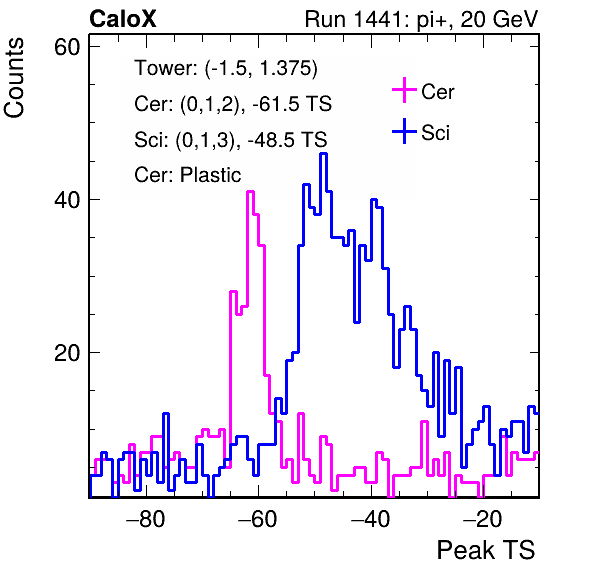 CaloX Run 1441: pi+, 20 GeV
Counts
60
Tower: (-1.5, 1.375)
Cer: (0,1,2), -61.5 TS
Sci: (0,1,3), -48.5 TS
Cer: Plastic
Cer
Sci
40
20
−80 −60 −40 −20
Peak TS